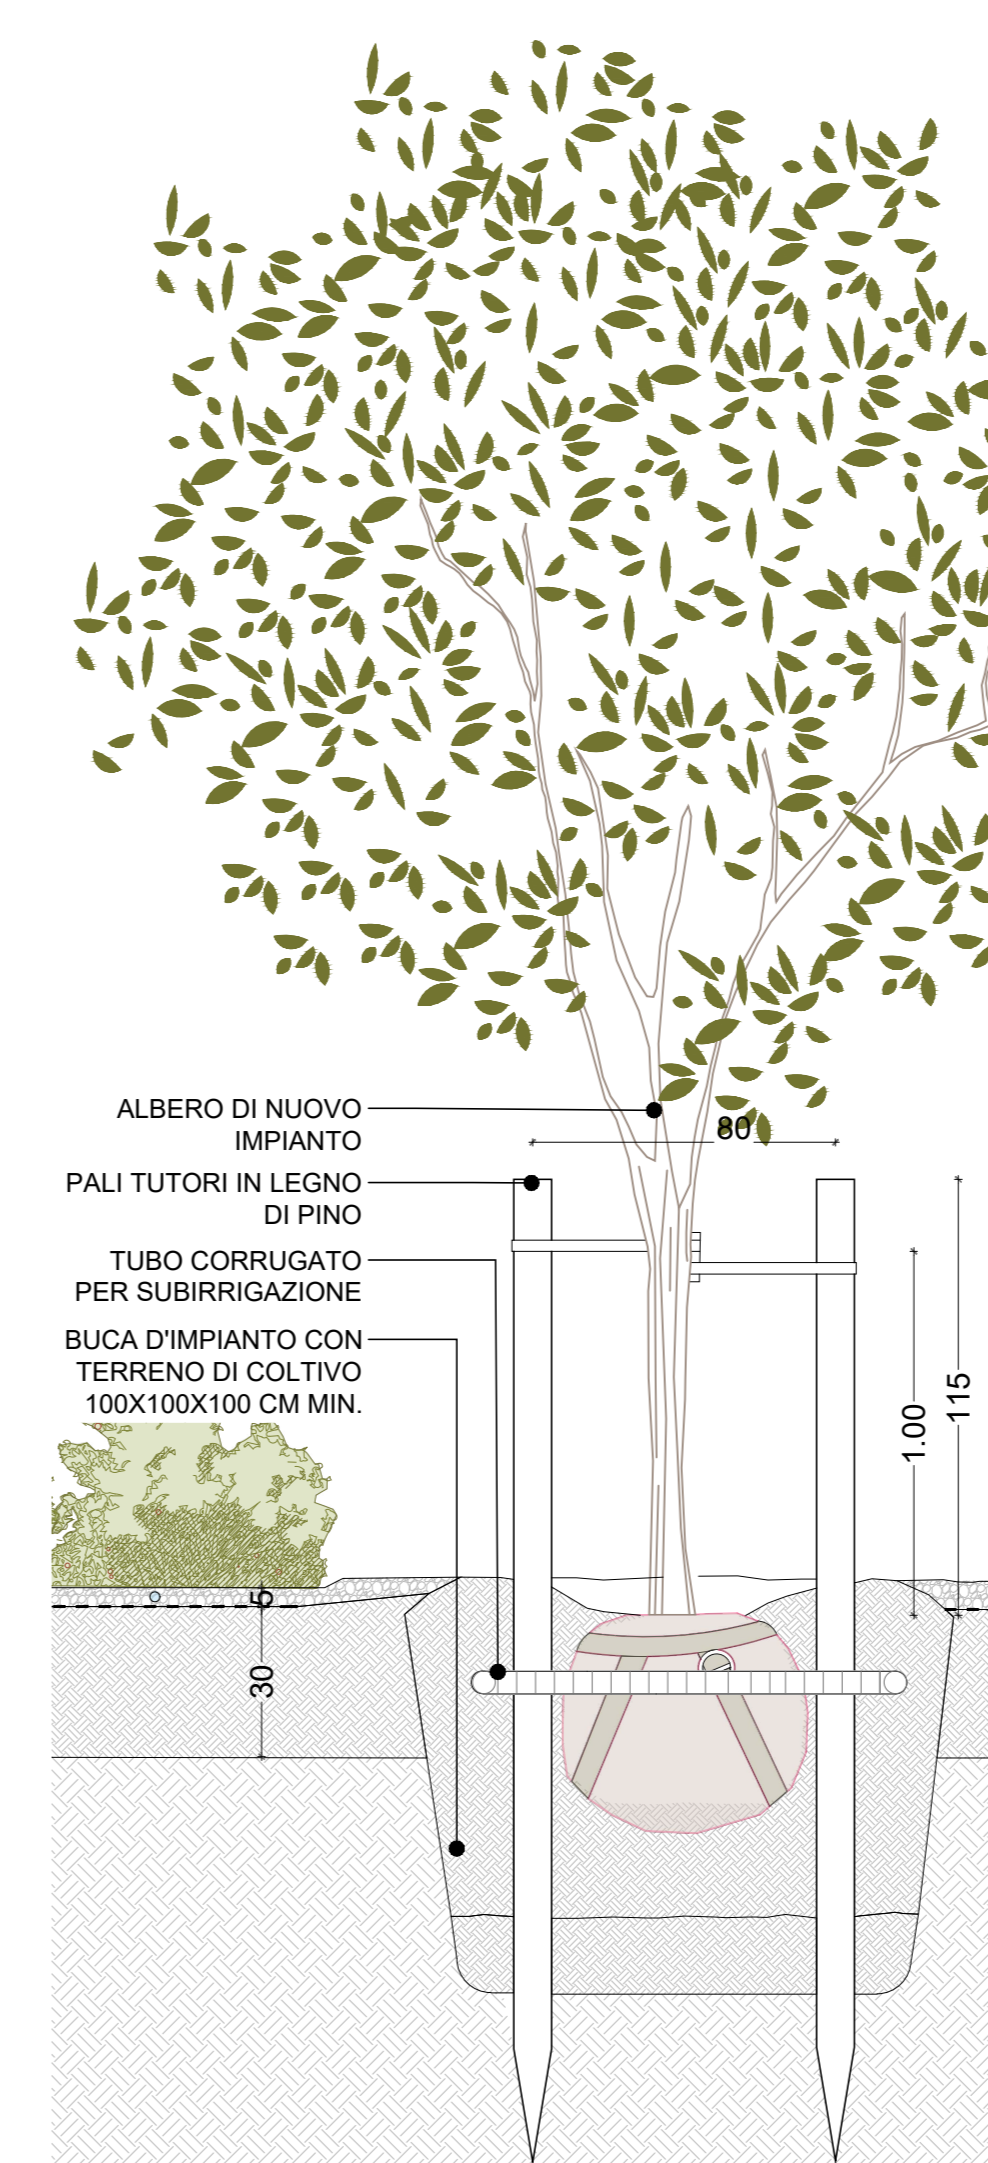 ALBERO DI NUOVO
IMPIANTO
80
PALI TUTORI IN LEGNO
DI PINO
TUBO CORRUGATO
PER SUBIRRIGAZIONE
BUCA D'IMPIANTO CON
TERRENO DI COLTIVO
100X100X100 CM MIN.
1.00
115
5
30